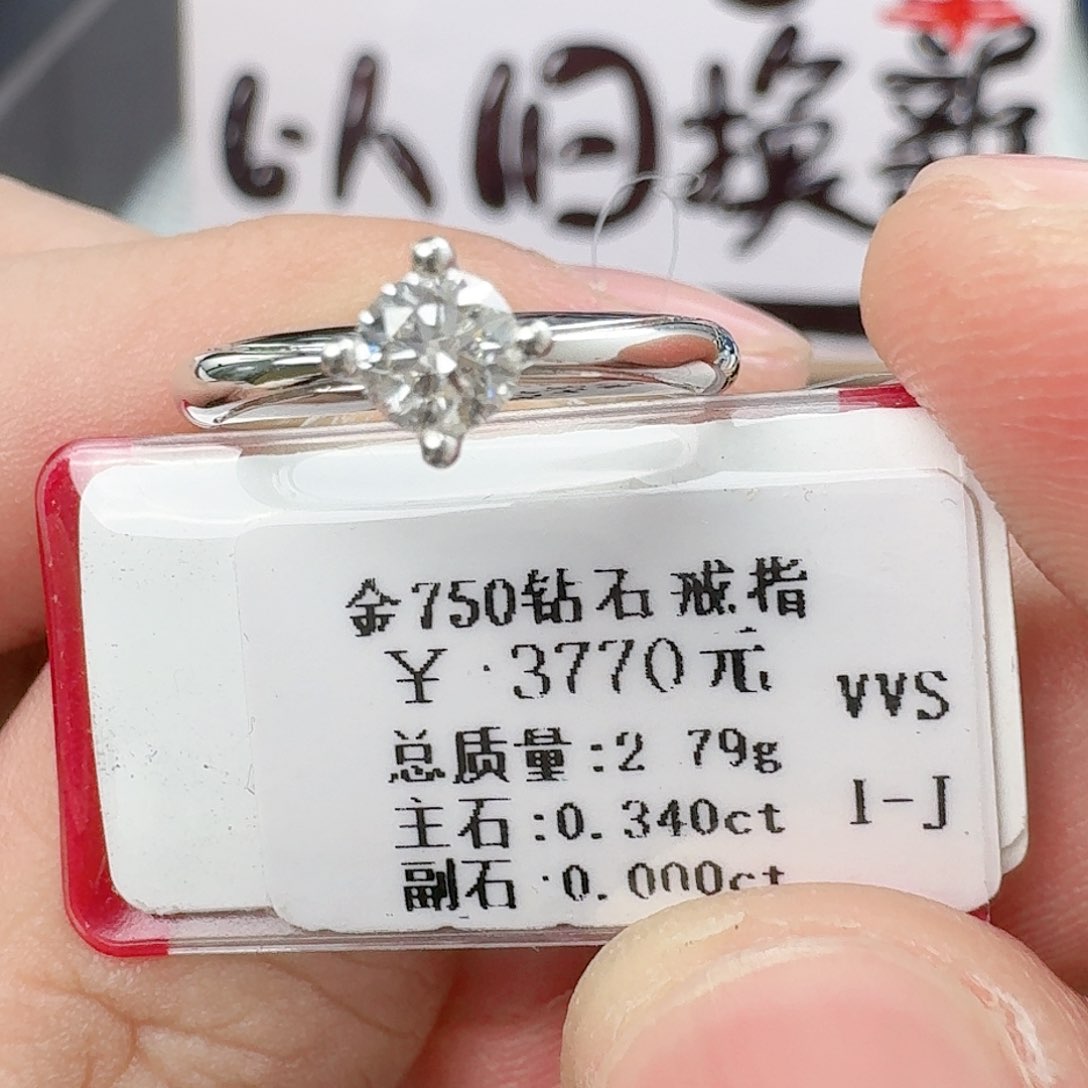 以旧换新
金750钻石戒指
¥ 3770元
VVS
总质量:2 79g
I-J
主石:0.340ct
副石:0.000ct